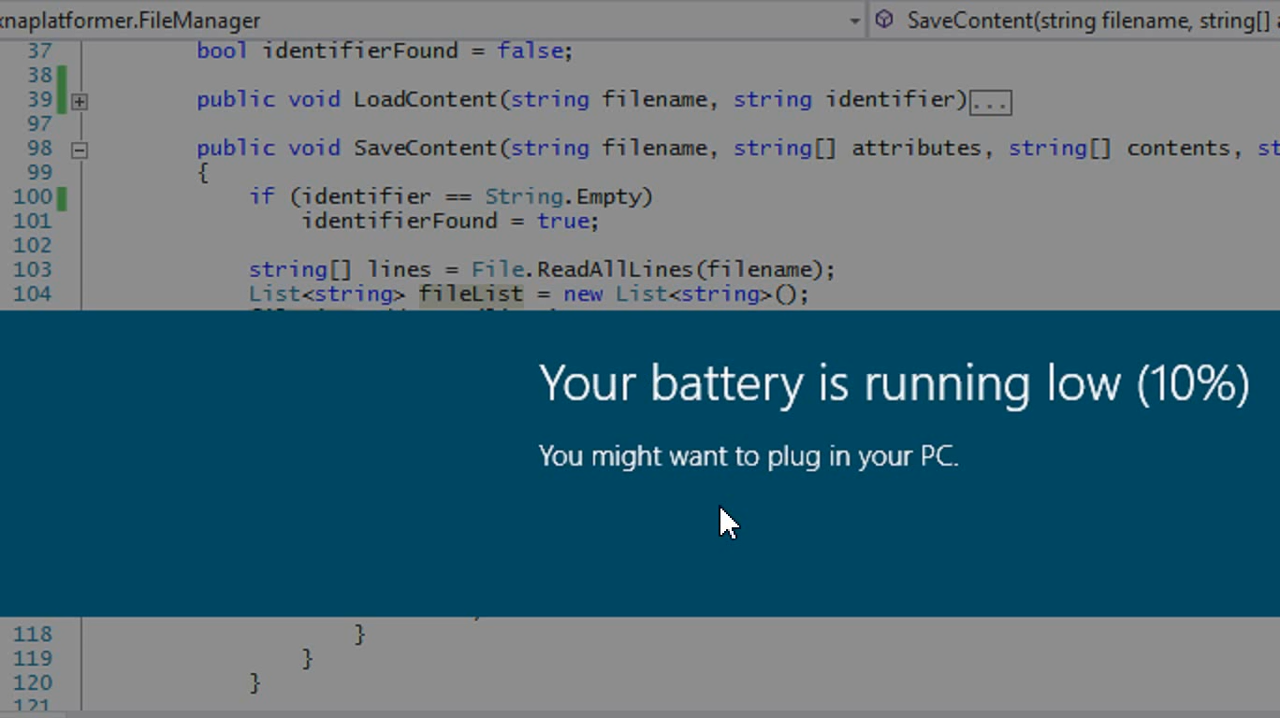 xnaplatformer.FileManager SaveContent(string filename, string[]
37 bool identifierFound = false;
38
39 public void LoadContent(string filename, string identifier)...
97
98 public void SaveContent(string filename, string[] attributes, string[] contents, st
99 {
100 if (identifier == String.Empty)
101 identifierFound = true;
102
103 string[] lines = File.ReadAllLines(filename);
104 List<string> fileList = new List<string>();
Your battery is running low (10%)
You might want to plug in your PC.
118 }
119 }
120 }
121